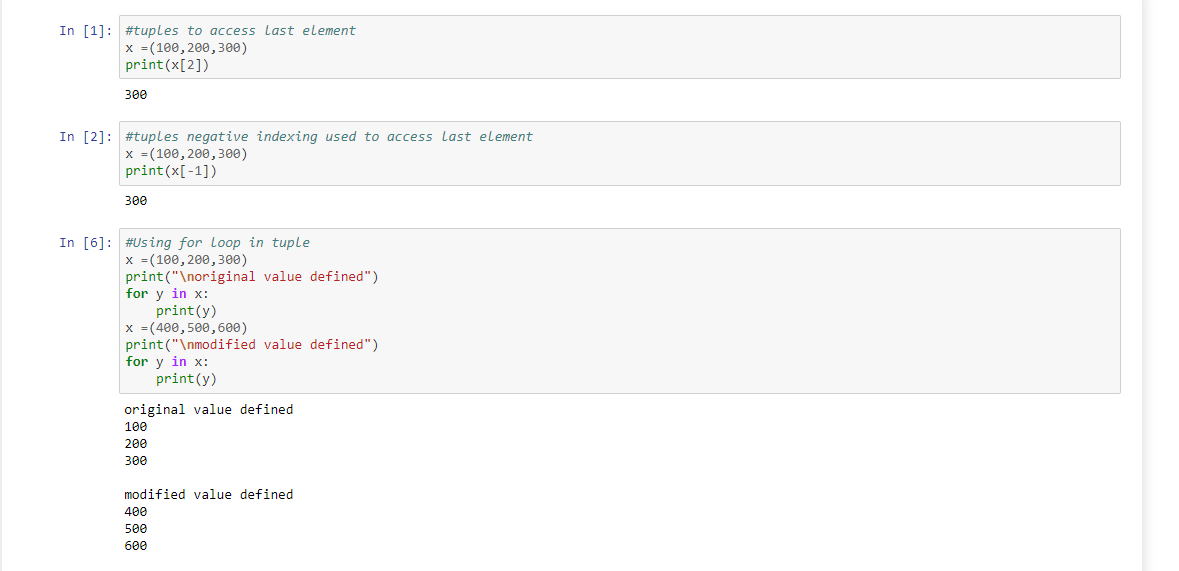 In [1]: #tuples to access last element
x =(100,200,300)
print(x[2])
300
In [2]: #tuples negative indexing used to access last element
x =(100,200,300)
print(x[-1])
300
In [6]: #Using for loop in tuple
x =(100,200,300)
print("\noriginal value defined")
for y in x:
    print(y)
x =(400,500,600)
print("\nmodified value defined")
for y in x:
    print(y)
original value defined
100
200
300
modified value defined
400
500
600